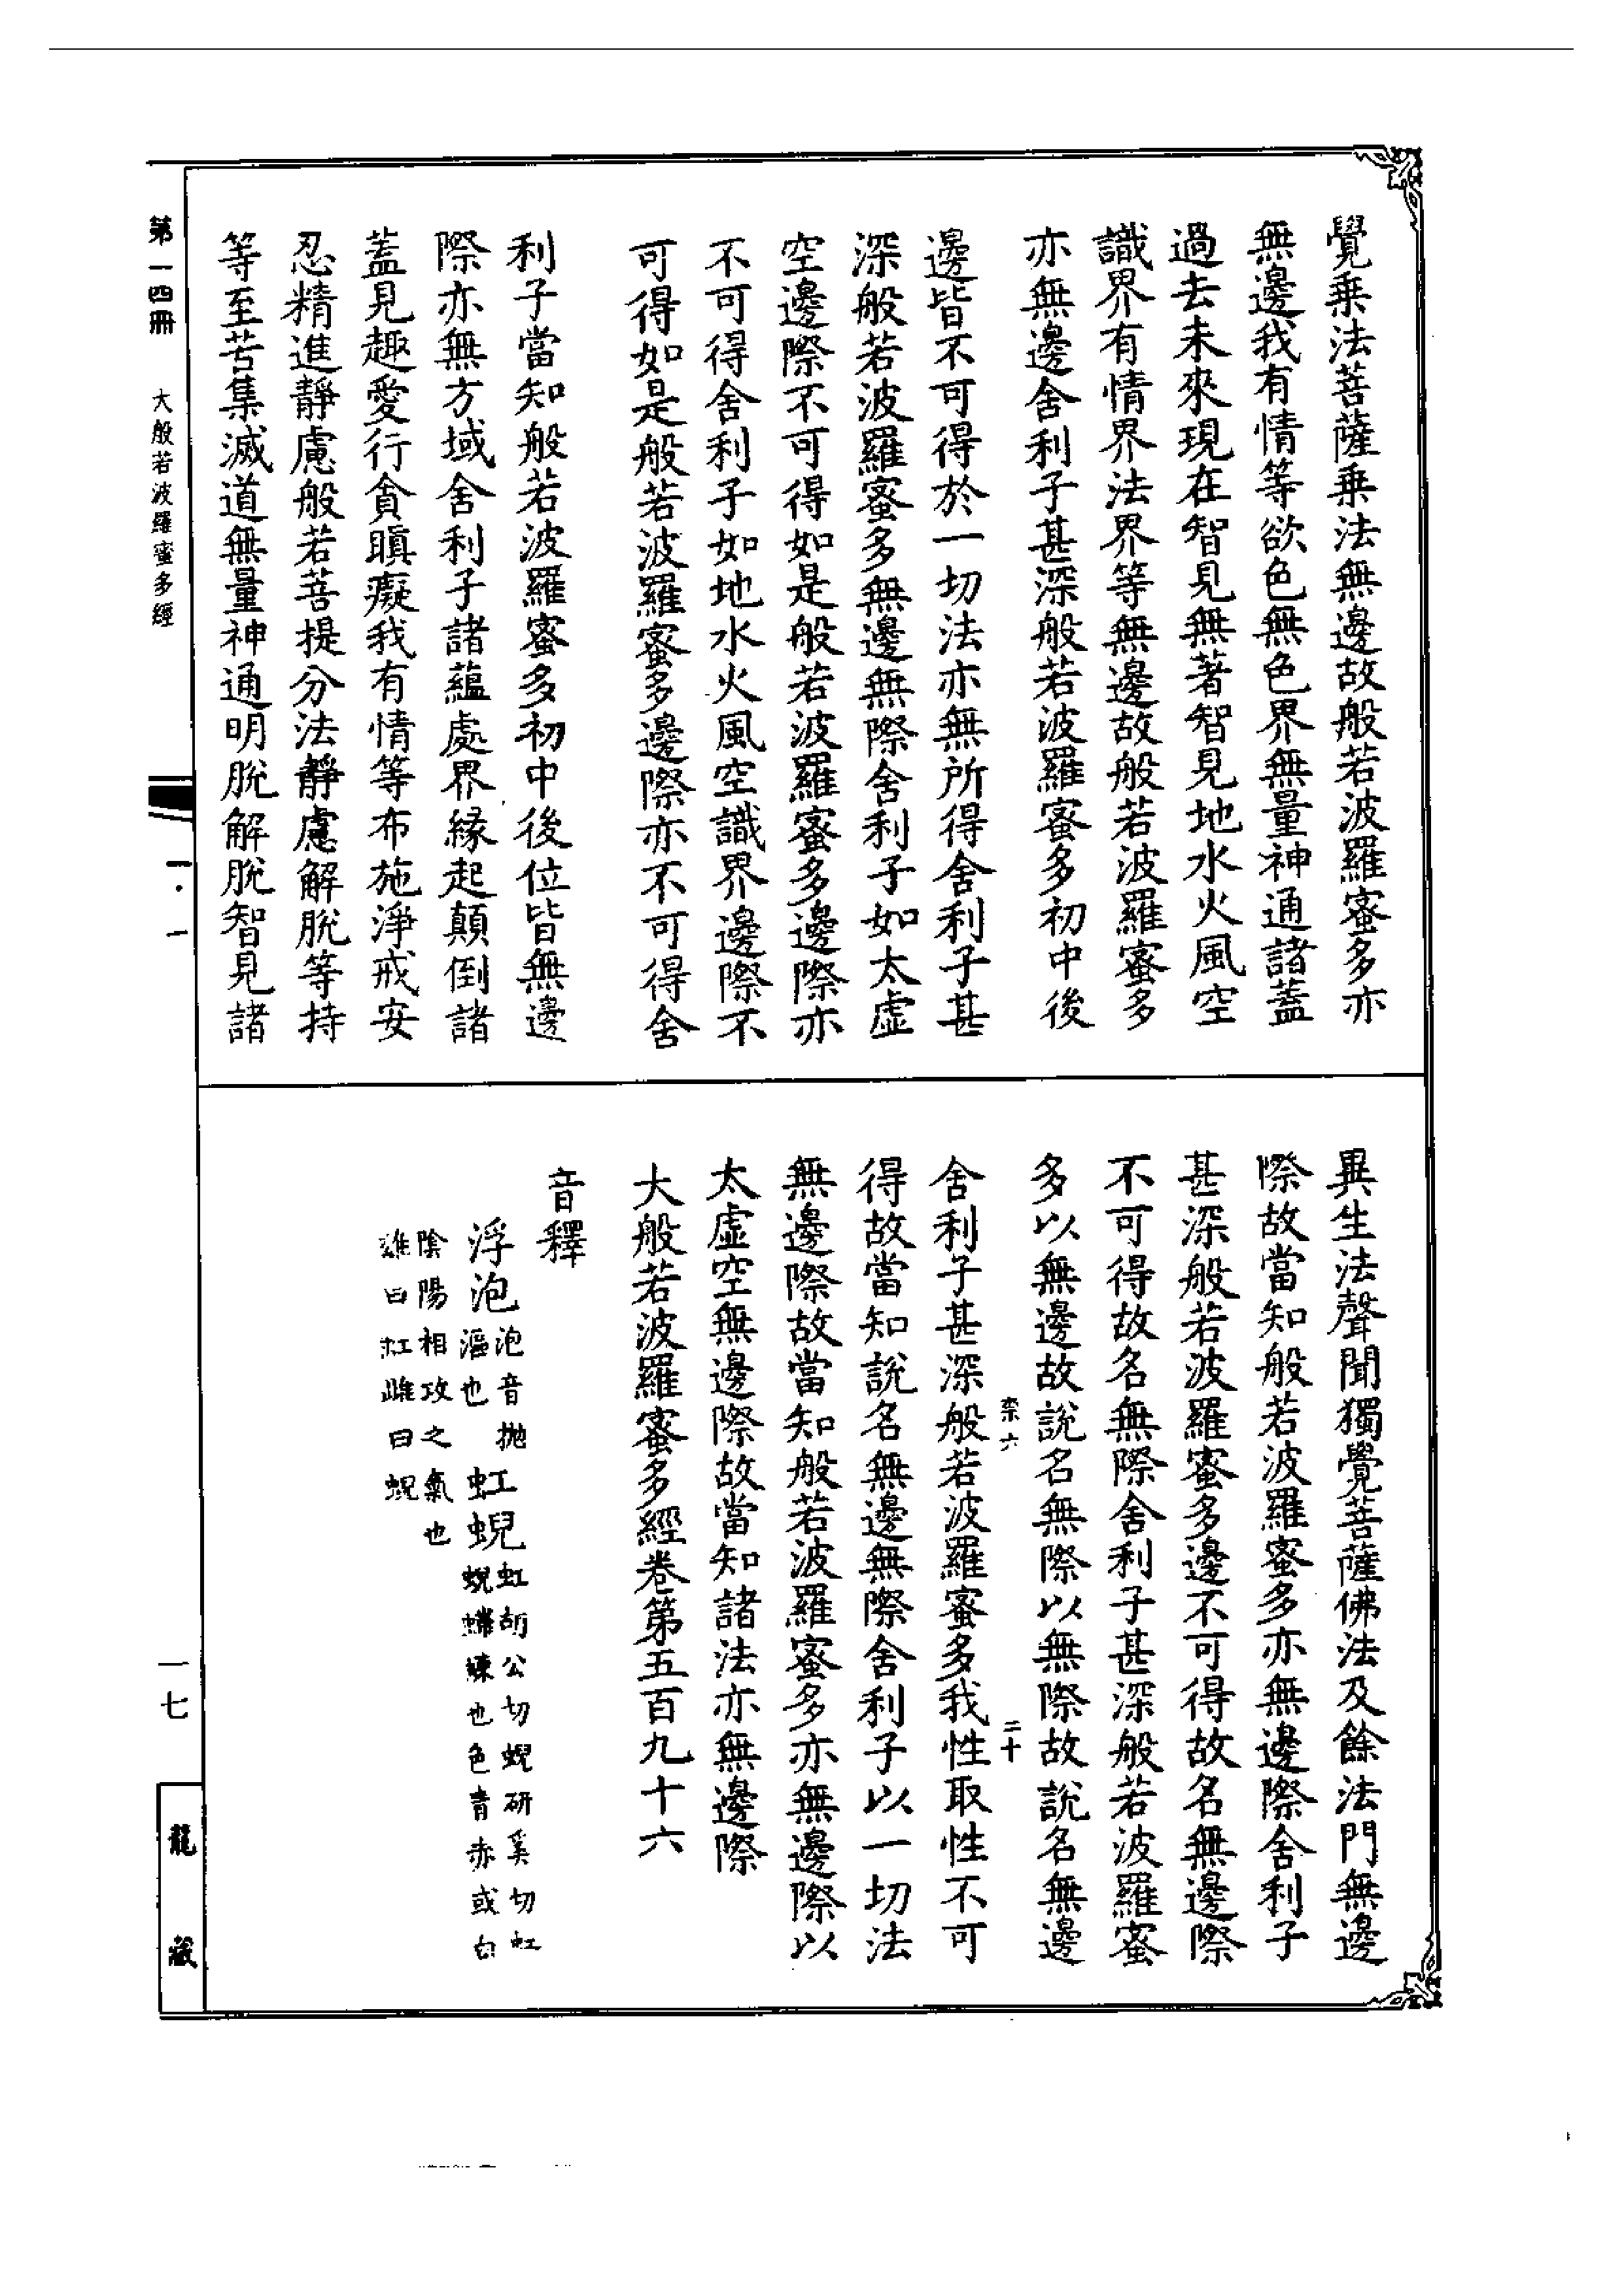 覺乗法菩薩乗法無邊故般若波羅蜜多亦
無邊我有情等欲色無色界無量神通諸蓋
過去未來現在智見無著智見地水火風空
識界有情界法界等無邊故般若波羅蜜多
亦無邊舍利子甚深般若波羅蜜多初中後
邊皆不可得於一切法亦無所得舍利子甚
深般若波羅蜜多無邊無際舍利子如太虛
空邊際不可得如是般若波羅蜜多邊際亦
不可得舍利子如地水火風空識界邊際不
可得如是般若波羅蜜多邊際亦不可得舍
利子當知般若波羅蜜多初中後位皆無邊
際亦無方域舍利子諸蘊處界緣起顛倒諸
蓋見趣愛行貪瞋癡我有情等布施淨戒安
忍精進靜慮般若菩提分法靜慮解脫等持
等至苦集滅道無量神通明脫解脫智見諸
異生法聲聞獨覺菩薩佛法及餘法門無邊
際故當知般若波羅蜜多亦無邊際舍利子
甚深般若波羅蜜多邊不可得故名無邊際
不可得故名無際舍利子甚深般若波羅蜜
多以無邊故說名無際以無際故說名無邊
柰六
二十
舍利子甚深般若波羅蜜多我性取性不可
得故當知說名無邊無際舍利子以一切法
無邊際故當知般若波羅蜜多亦無邊際以
太虛空無邊際故當知諸法亦無邊際
大般若波羅蜜多經卷第五百九十六
音釋
浮泡 泡音抛漚也 虹蜺 虹胡公切蜺研奚切虹蜺螮蝀也色青赤或白
陰陽相攻之氣也
雄曰虹雌曰蜺
第一四冊 大般若波羅蜜多經
一·一
一七
龍藏